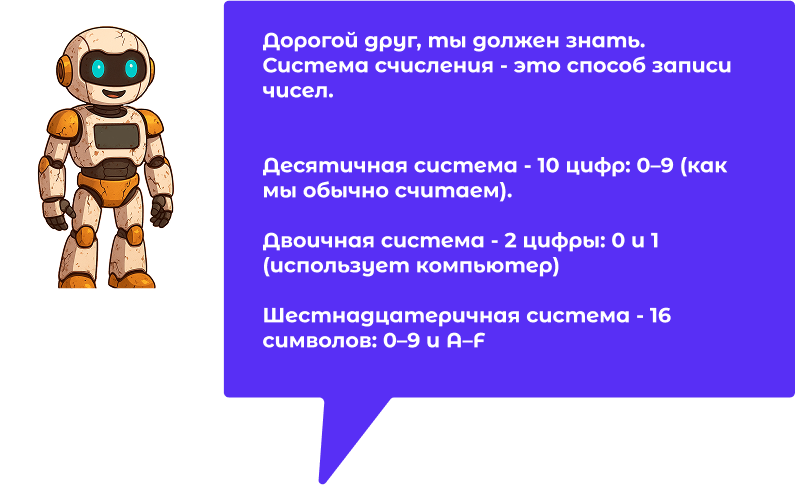 Дорогой друг, ты должен знать.
Система счисления - это способ записи
чисел.
Десятичная система - 10 цифр: 0–9 (как
мы обычно считаем).
Двоичная система - 2 цифры: 0 и 1
(использует компьютер)
Шестнадцатеричная система - 16
символов: 0–9 и A–F